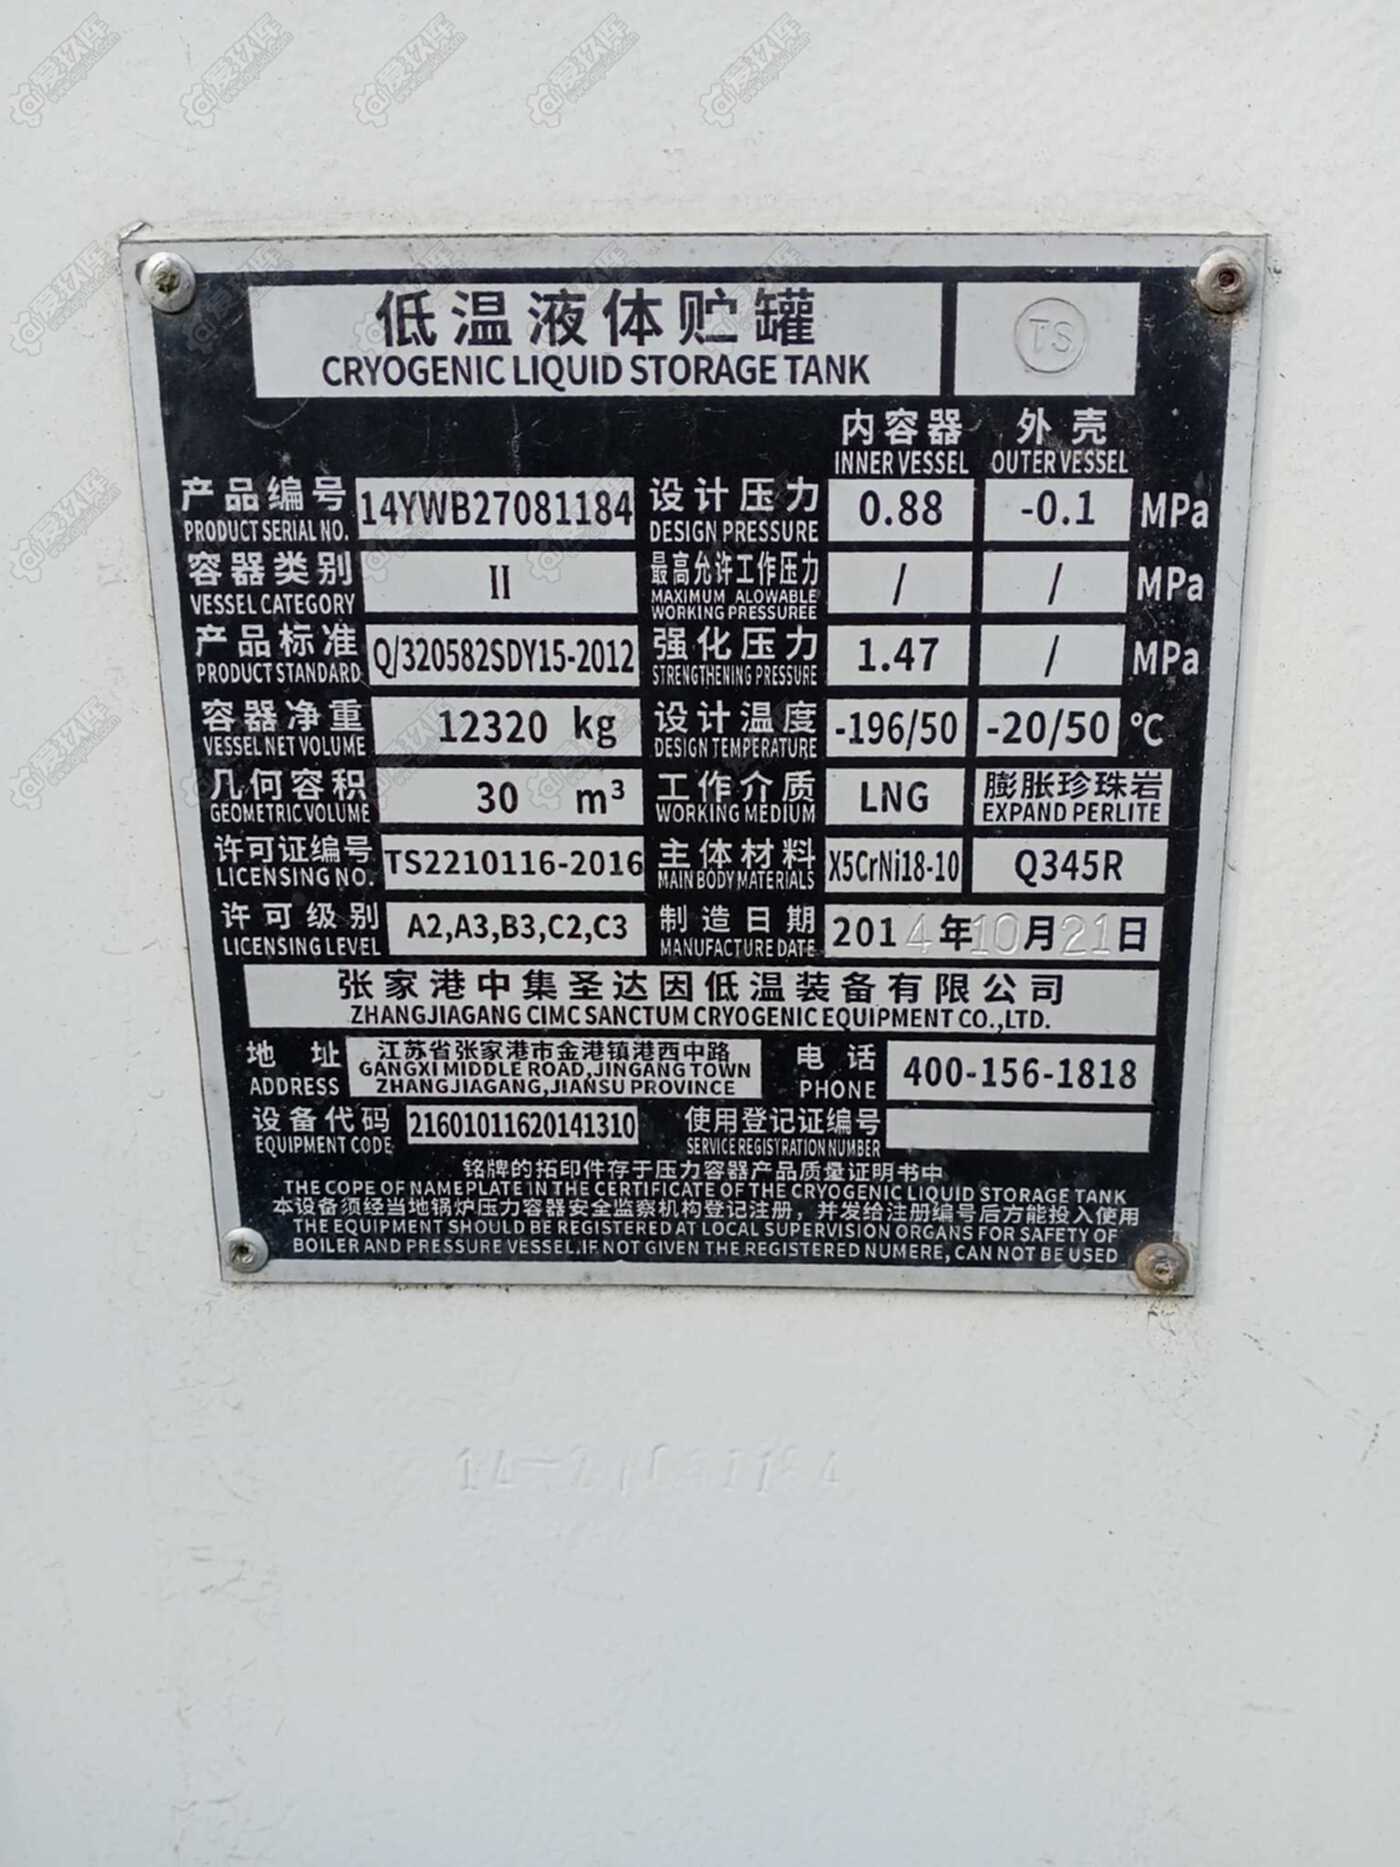 低温液体贮罐
CRYOGENIC LIQUID STORAGE TANK
TS
内容器 外壳
INNER VESSEL OUTER VESSEL
产品编号 14YWB27081184 设计压力 0.88 -0.1 MPa
PRODUCT SERIAL NO. DESIGN PRESSURE
容器类别 II 最高允许工作压力 / / MPa
VESSEL CATEGORY MAXIMUM ALOWABLE
WORKING PRESSUREE
产品标准 Q/320582SDY15-2012 强化压力 1.47 / MPa
PRODUCT STANDARD STRENGTHENING PRESSURE
容器净重 12320 kg 设计温度 -196/50 -20/50 ℃
VESSEL NET VOLUME DESIGN TEMPERATURE
几何容积 30 m³ 工作介质 LNG 膨胀珍珠岩
GEOMETRIC VOLUME WORKING MEDIUM EXPAND PERLITE
许可证编号 TS2210116-2016 主体材料 X5CrNi18-10 Q345R
LICENSING NO. MAIN BODY MATERIALS
许可级别 A2,A3,B3,C2,C3 制造日期 2014年10月21日
LICENSING LEVEL MANUFACTURE DATE
张家港中集圣达因低温装备有限公司
ZHANGJIAGANG CIMC SANCTUM CRYOGENIC EQUIPMENT CO.,LTD.
地址 江苏省张家港市金港镇港西中路 电话 400-156-1818
ADDRESS GANGXI MIDDLE ROAD,JINGANG TOWN PHONE
ZHANGJIAGANG,JIANSU PROVINCE
设备代码 21601011620141310 使用登记证编号
EQUIPMENT CODE SERVICE REGISTRATION NUMBER
铭牌的拓印件存于压力容器产品质量证明书中
THE COPE OF NAMEPLATE IN THE CERTIFICATE OF THE CRYOGENIC LIQUID STORAGE TANK
本设备须经当地锅炉压力容器安全监察机构登记注册，并发给注册编号后方能投入使用
THE EQUIPMENT SHOULD BE REGISTERED AT LOCAL SUPERVISION ORGANS FOR SAFETY OF
BOILER AND PRESSURE VESSEL.IF NOT GIVEN THE REGISTERED NUMERE, CAN NOT BE USED